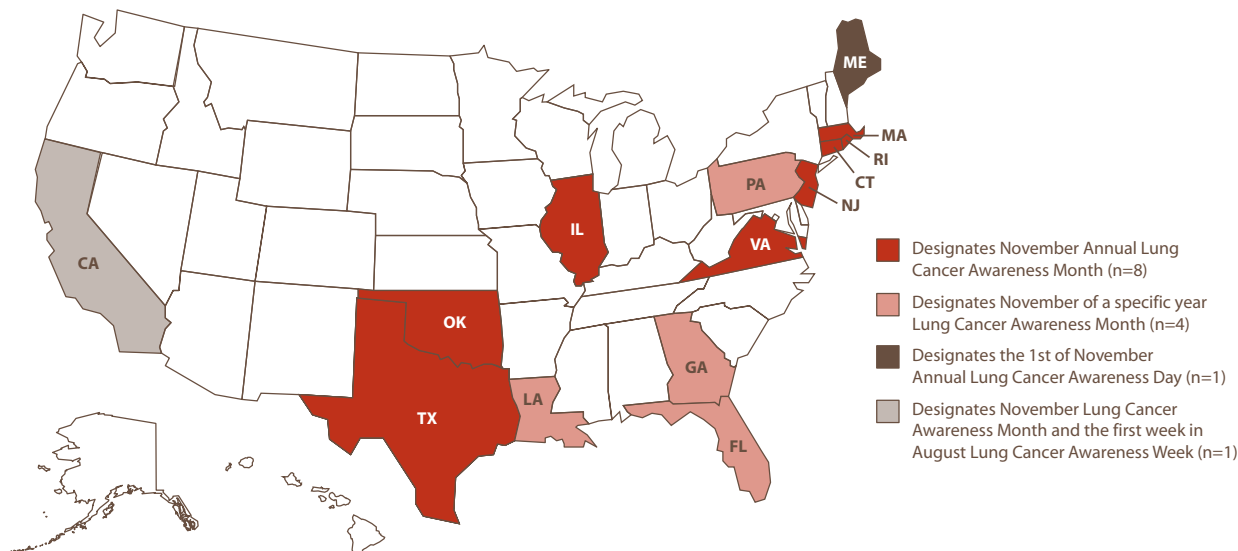 ME
MA
RI
CT
PA
NJ
IL
VA
CA
OK
GA
LA
TX
FL
Designates November Annual Lung
Cancer Awareness Month (n=8)
Designates November of a specific year
Lung Cancer Awareness Month (n=4)
Designates the 1st of November
Annual Lung Cancer Awareness Day (n=1)
Designates November Lung Cancer
Awareness Month and the first week in
August Lung Cancer Awareness Week (n=1)